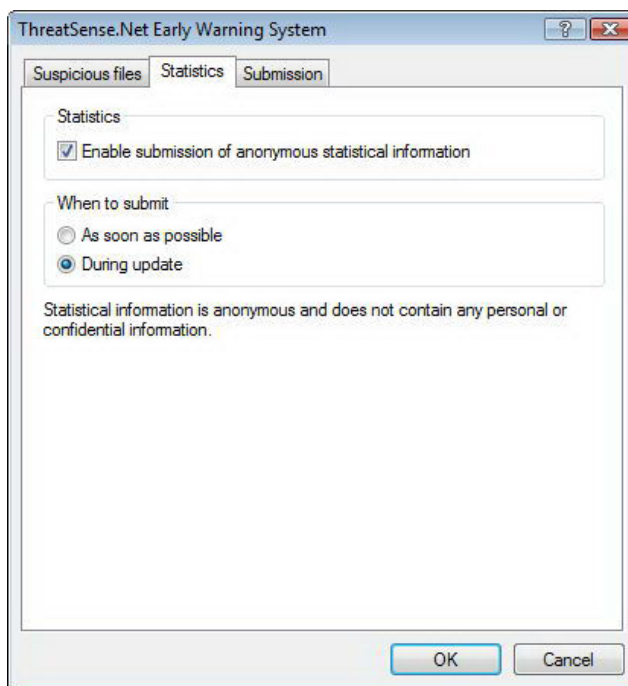 ThreatSense.Net Early Warning System
Suspicious files
Statistics
Submission
Statistics
Enable submission of anonymous statistical information
When to submit
As soon as possible
During update
Statistical information is anonymous and does not contain any personal or
confidential information.
OK
Cancel